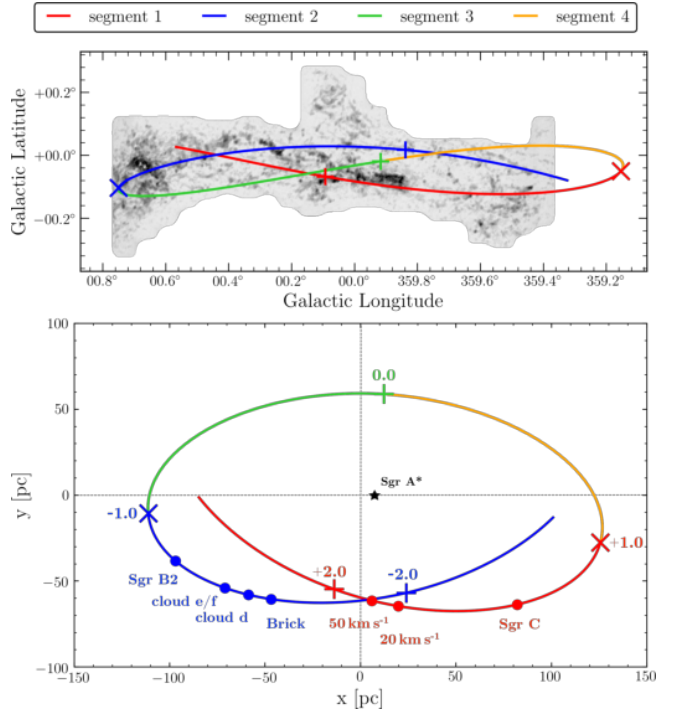 segment 1 segment 2 segment 3 segment 4
Galactic Latitude
+00.2°
+00.0°
−00.2°
00.8° 00.6° 00.4° 00.2° 00.0° 359.8° 359.6° 359.4° 359.2°
Galactic Longitude
y [pc]
100
50
0
−50
−100
0.0
Sgr A*
-1.0
+1.0
+2.0
-2.0
Sgr B2
cloud e/f
cloud d
Brick
50 km s⁻¹
20 km s⁻¹
Sgr C
−150 −100 −50 0 50 100 150
x [pc]